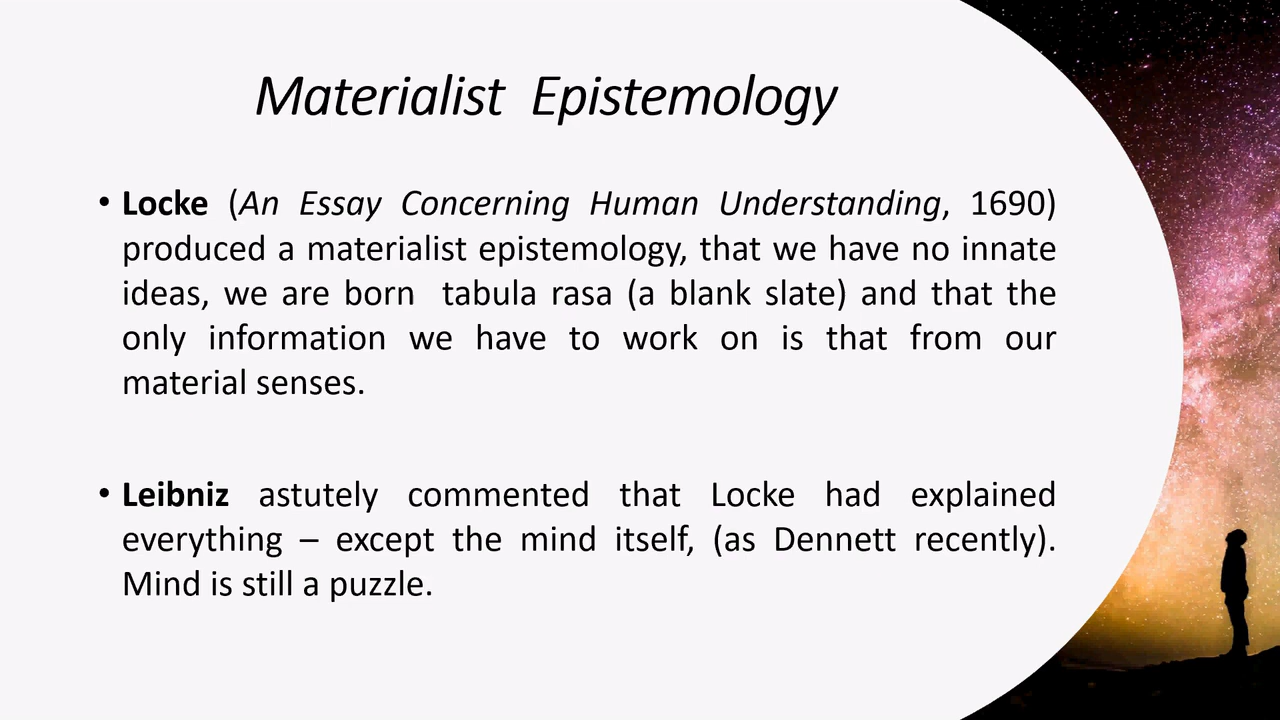 Materialist Epistemology
• Locke (An Essay Concerning Human Understanding, 1690)
produced a materialist epistemology, that we have no innate
ideas, we are born tabula rasa (a blank slate) and that the
only information we have to work on is that from our
material senses.
• Leibniz astutely commented that Locke had explained
everything – except the mind itself, (as Dennett recently).
Mind is still a puzzle.